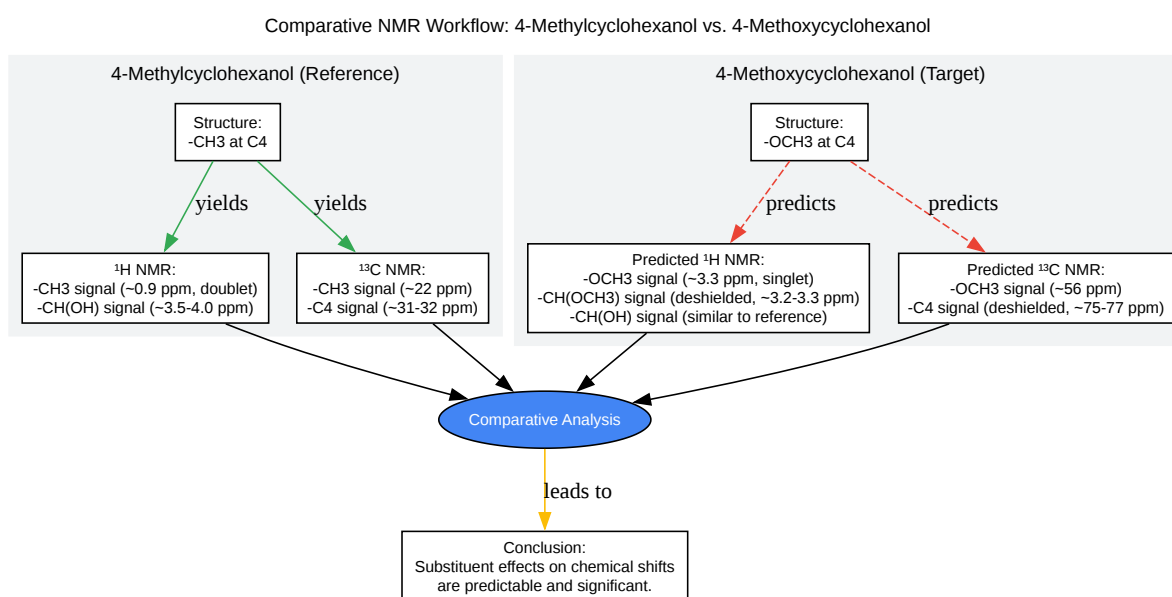 Comparative NMR Workflow: 4-Methylcyclohexanol vs. 4-Methoxycyclohexanol
4-Methylcyclohexanol (Reference)
4-Methoxycyclohexanol (Target)
Structure:
-CH3 at C4
Structure:
-OCH3 at C4
yields
yields
predicts
predicts
¹H NMR:
-CH3 signal (~0.9 ppm, doublet)
-CH(OH) signal (~3.5-4.0 ppm)
¹³C NMR:
-CH3 signal (~22 ppm)
-C4 signal (~31-32 ppm)
Predicted ¹H NMR:
-OCH3 signal (~3.3 ppm, singlet)
-CH(OCH3) signal (deshielded, ~3.2-3.3 ppm)
-CH(OH) signal (similar to reference)
Predicted ¹³C NMR:
-OCH3 signal (~56 ppm)
-C4 signal (deshielded, ~75-77 ppm)
Comparative Analysis
leads to
Conclusion:
Substituent effects on chemical shifts
are predictable and significant.